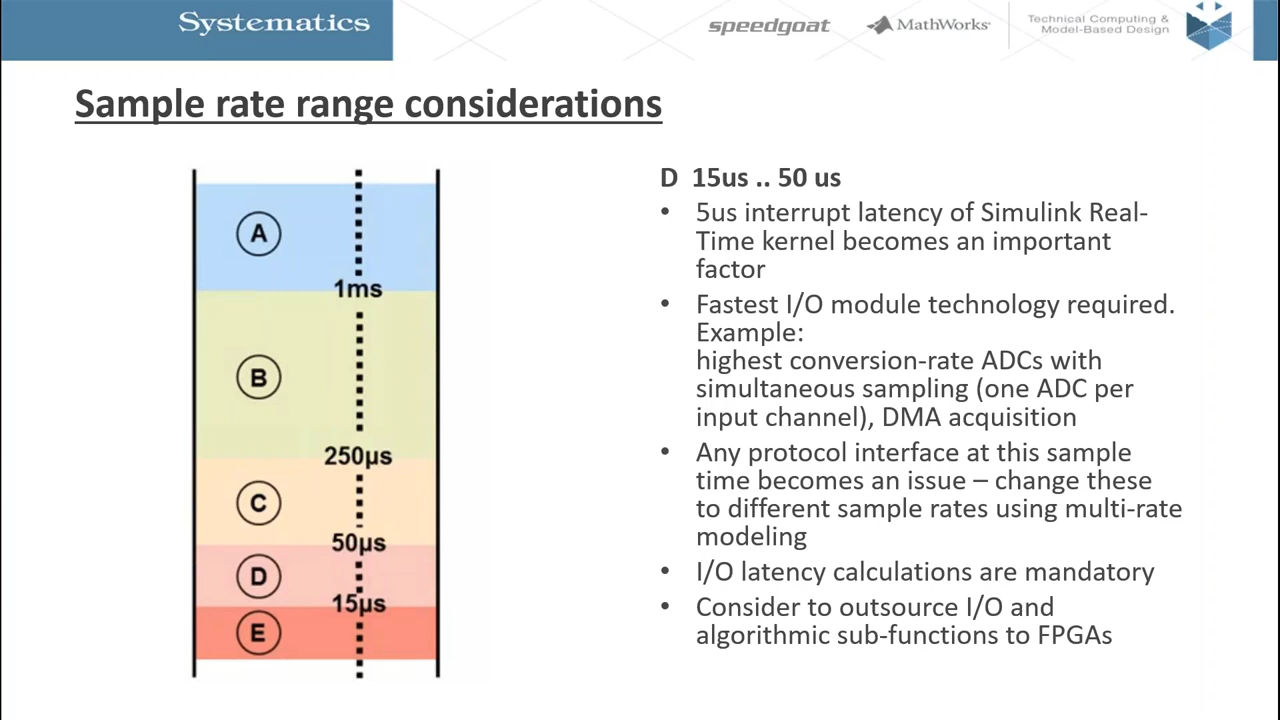 Systematics
speedgoat
MathWorks
Technical Computing &
Model-Based Design
Sample rate range considerations
A
1ms
B
250µs
C
50µs
D
15µs
E
D 15us .. 50 us
• 5us interrupt latency of Simulink Real-
Time kernel becomes an important
factor
• Fastest I/O module technology required.
Example:
highest conversion-rate ADCs with
simultaneous sampling (one ADC per
input channel), DMA acquisition
• Any protocol interface at this sample
time becomes an issue – change these
to different sample rates using multi-rate
modeling
• I/O latency calculations are mandatory
• Consider to outsource I/O and
algorithmic sub-functions to FPGAs